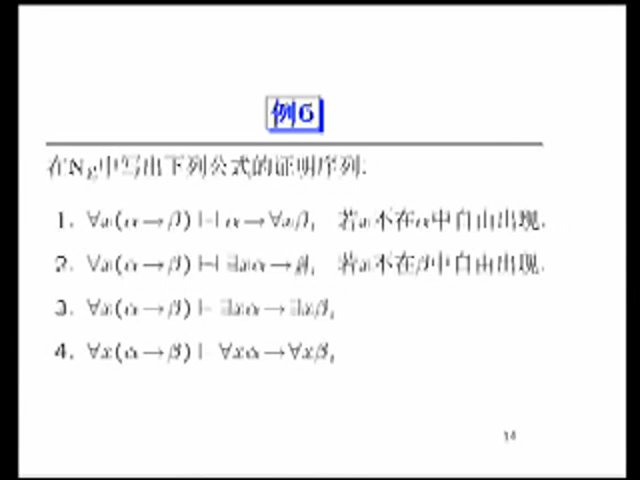 例6
在N𝓛中写出下列公式的证明序列:
1. ∀x(α→β)⊢⊣α→∀xβ, 若x不在α中自由出现.
2. ∀x(α→β)⊢⊣∃xα→β, 若x不在β中自由出现.
3. ∀x(α→β)⊢ ∃xα→∃xβ,
4. ∀x(α→β)⊢ ∀xα→∀xβ,
14